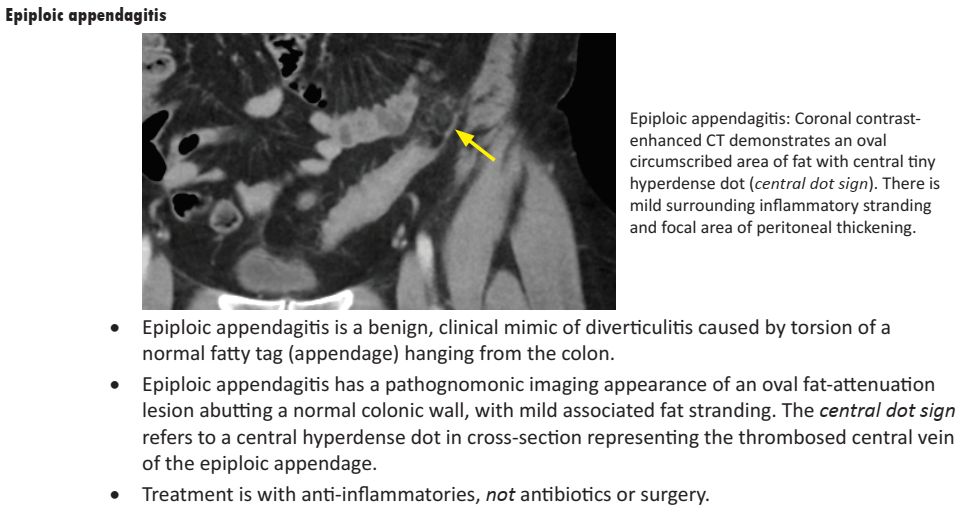 Epiploic appendagitis
Epiploic appendagitis: Coronal contrast-
enhanced CT demonstrates an oval
circumscribed area of fat with central tiny
hyperdense dot (central dot sign). There is
mild surrounding inflammatory stranding
and focal area of peritoneal thickening.
• Epiploic appendagitis is a benign, clinical mimic of diverticulitis caused by torsion of a
normal fatty tag (appendage) hanging from the colon.
• Epiploic appendagitis has a pathognomonic imaging appearance of an oval fat-attenuation
lesion abutting a normal colonic wall, with mild associated fat stranding. The central dot sign
refers to a central hyperdense dot in cross-section representing the thrombosed central vein
of the epiploic appendage.
• Treatment is with anti-inflammatories, not antibiotics or surgery.